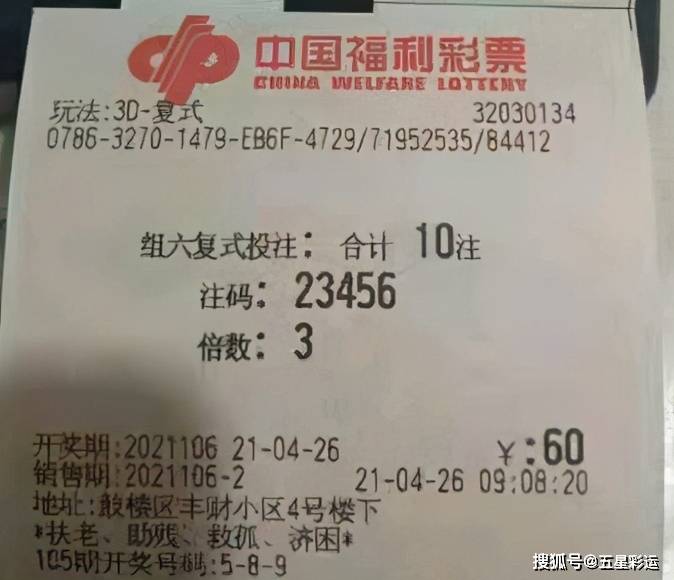 中国福利彩票
CHINA WELFARE LOTTERY
玩法:3D-复式 32030134
0786-3270-1479-EB6F-4729/71952535/84412
组六复式投注: 合计 10注
注码: 23456
倍数: 3
开奖期:2021106 21-04-26 ¥:60
销售期:2021106-2 21-04-26 09:08:20
地址:鼓楼区丰财小区4号楼下
*扶老、助残、救孤、济困*
105期开奖号码:5-8-9
搜狐号@五星彩运